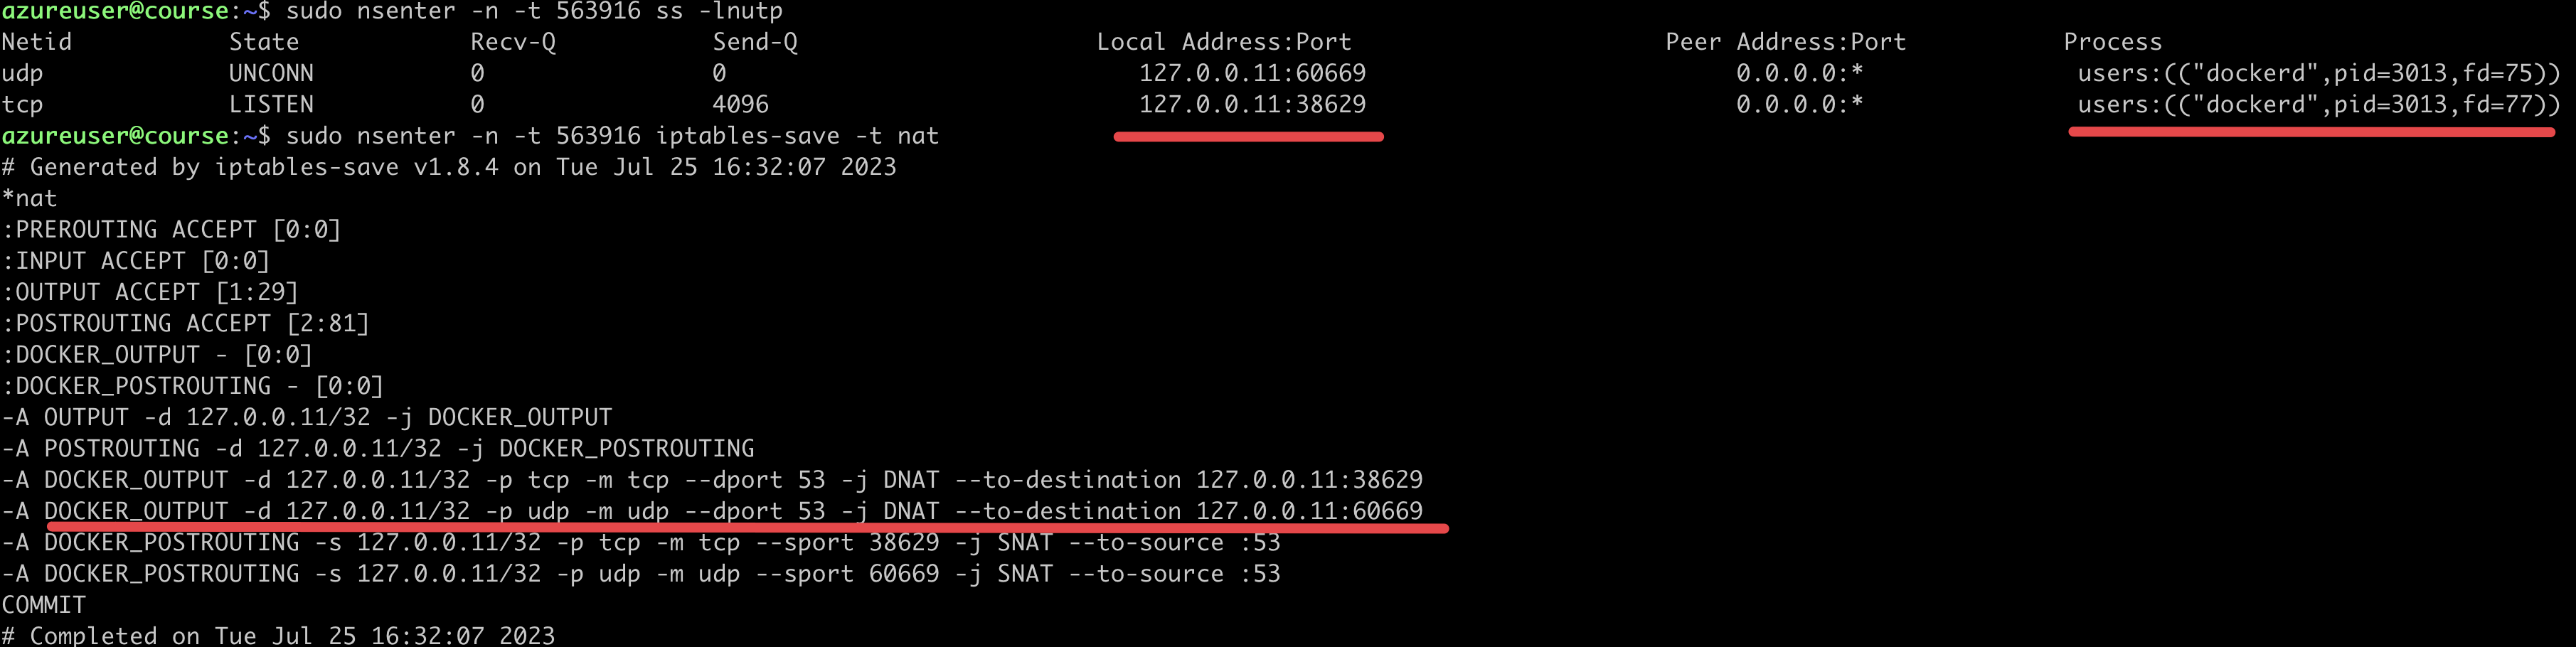 azureuser@course:~$ sudo nsenter -n -t 563916 ss -lnutp
Netid State Recv-Q Send-Q Local Address:Port Peer Address:Port Process
udp UNCONN 0 0 127.0.0.11:60669 0.0.0.0:* users:(("dockerd",pid=3013,fd=75))
tcp LISTEN 0 4096 127.0.0.11:38629 0.0.0.0:* users:(("dockerd",pid=3013,fd=77))
azureuser@course:~$ sudo nsenter -n -t 563916 iptables-save -t nat
# Generated by iptables-save v1.8.4 on Tue Jul 25 16:32:07 2023
*nat
:PREROUTING ACCEPT [0:0]
:INPUT ACCEPT [0:0]
:OUTPUT ACCEPT [1:29]
:POSTROUTING ACCEPT [2:81]
:DOCKER_OUTPUT - [0:0]
:DOCKER_POSTROUTING - [0:0]
-A OUTPUT -d 127.0.0.11/32 -j DOCKER_OUTPUT
-A POSTROUTING -d 127.0.0.11/32 -j DOCKER_POSTROUTING
-A DOCKER_OUTPUT -d 127.0.0.11/32 -p tcp -m tcp --dport 53 -j DNAT --to-destination 127.0.0.11:38629
-A DOCKER_OUTPUT -d 127.0.0.11/32 -p udp -m udp --dport 53 -j DNAT --to-destination 127.0.0.11:60669
-A DOCKER_POSTROUTING -s 127.0.0.11/32 -p tcp -m tcp --sport 38629 -j SNAT --to-source :53
-A DOCKER_POSTROUTING -s 127.0.0.11/32 -p udp -m udp --sport 60669 -j SNAT --to-source :53
COMMIT
# Completed on Tue Jul 25 16:32:07 2023